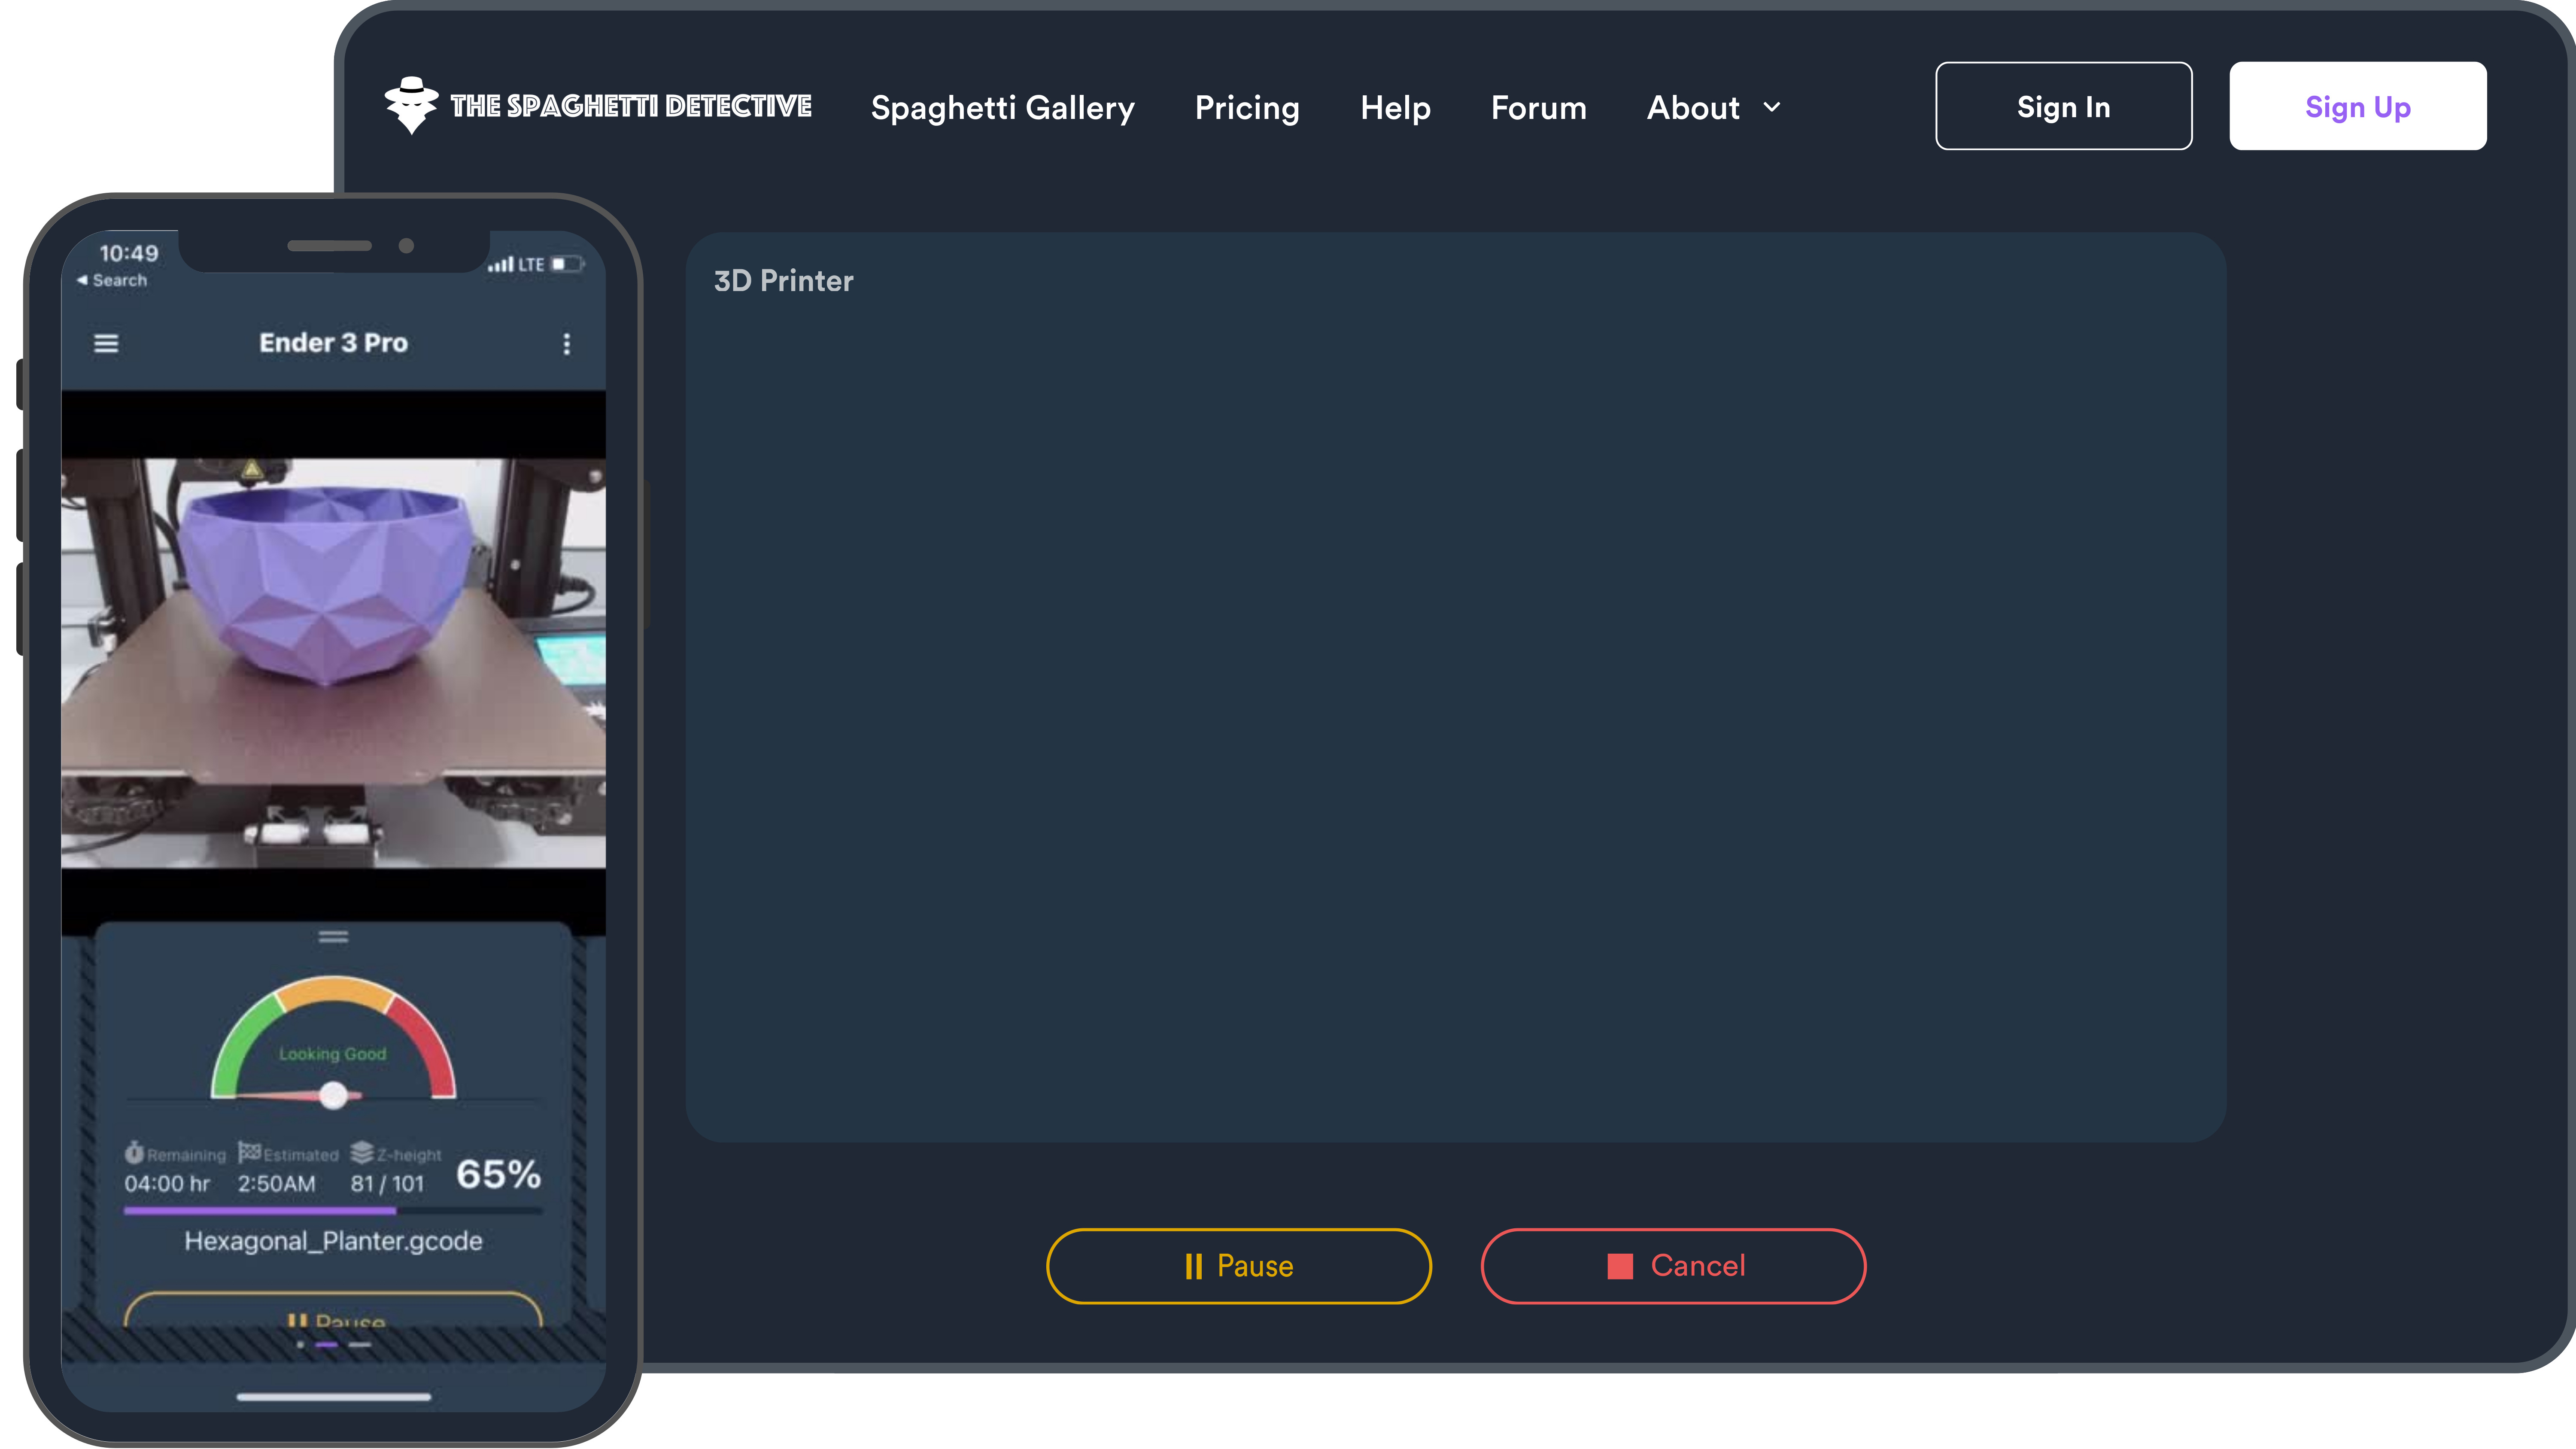 THE SPAGHETTI DETECTIVE
Spaghetti Gallery
Pricing
Help
Forum
About
Sign In
Sign Up
10:49
Search
LTE
Ender 3 Pro
3D Printer
Looking Good
Remaining
Estimated
Z-height
04:00 hr
2:50AM
81 / 101
65%
Hexagonal_Planter.gcode
Pause
Pause
Cancel